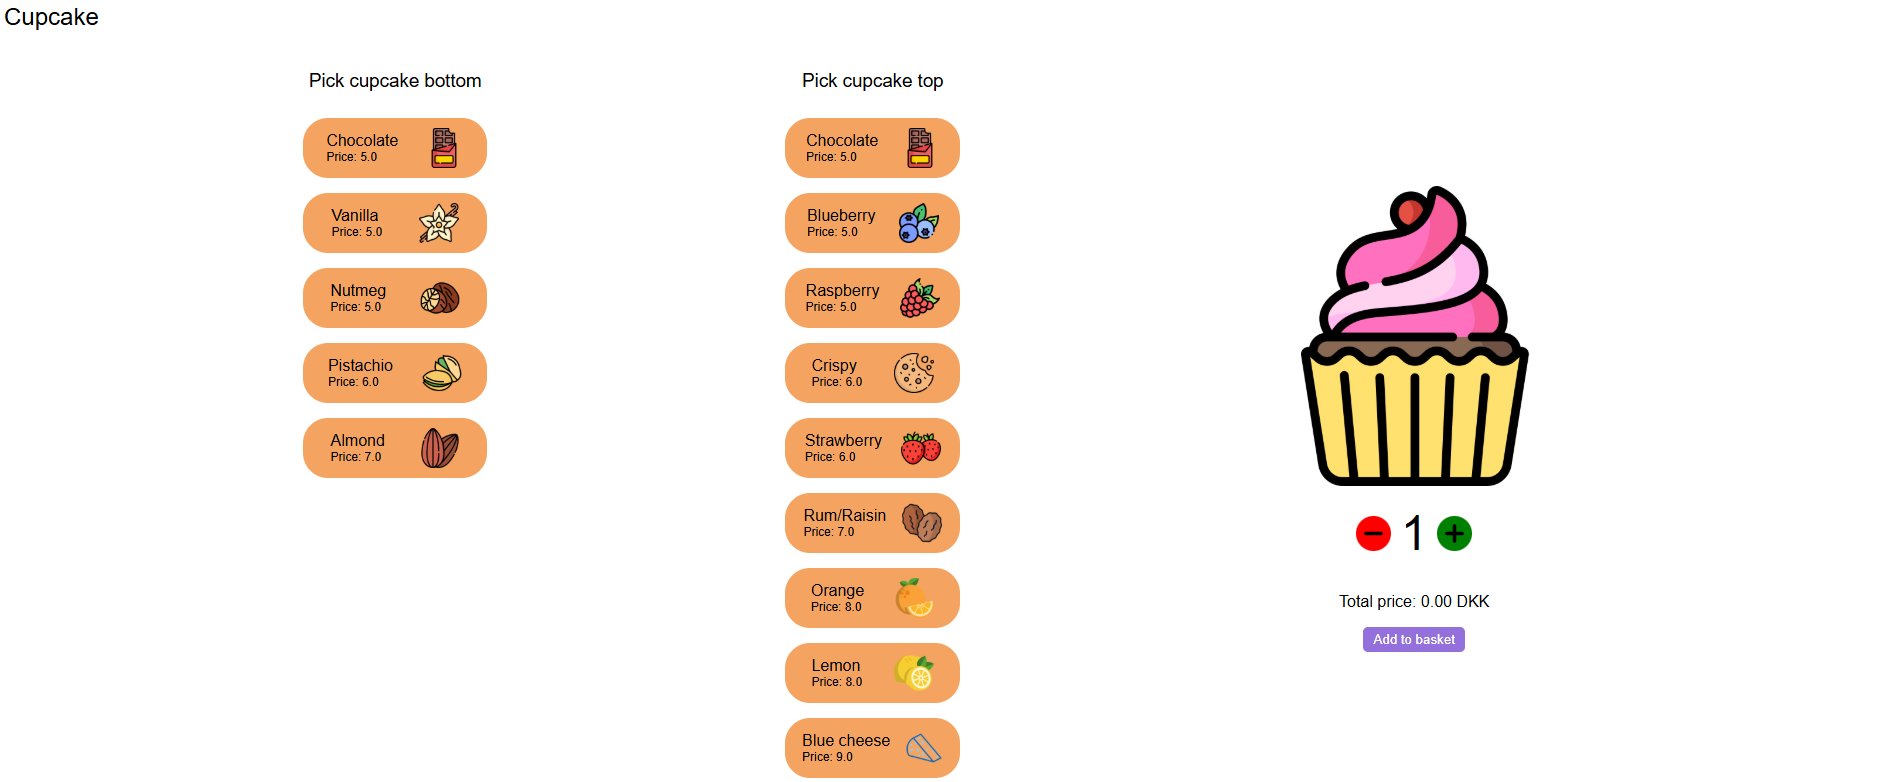 Cupcake
Pick cupcake bottom
Chocolate
Price: 5.0
Vanilla
Price: 5.0
Nutmeg
Price: 5.0
Pistachio
Price: 6.0
Almond
Price: 7.0
Pick cupcake top
Chocolate
Price: 5.0
Blueberry
Price: 5.0
Raspberry
Price: 5.0
Crispy
Price: 6.0
Strawberry
Price: 6.0
Rum/Raisin
Price: 7.0
Orange
Price: 8.0
Lemon
Price: 8.0
Blue cheese
Price: 9.0
1
Total price: 0.00 DKK
Add to basket